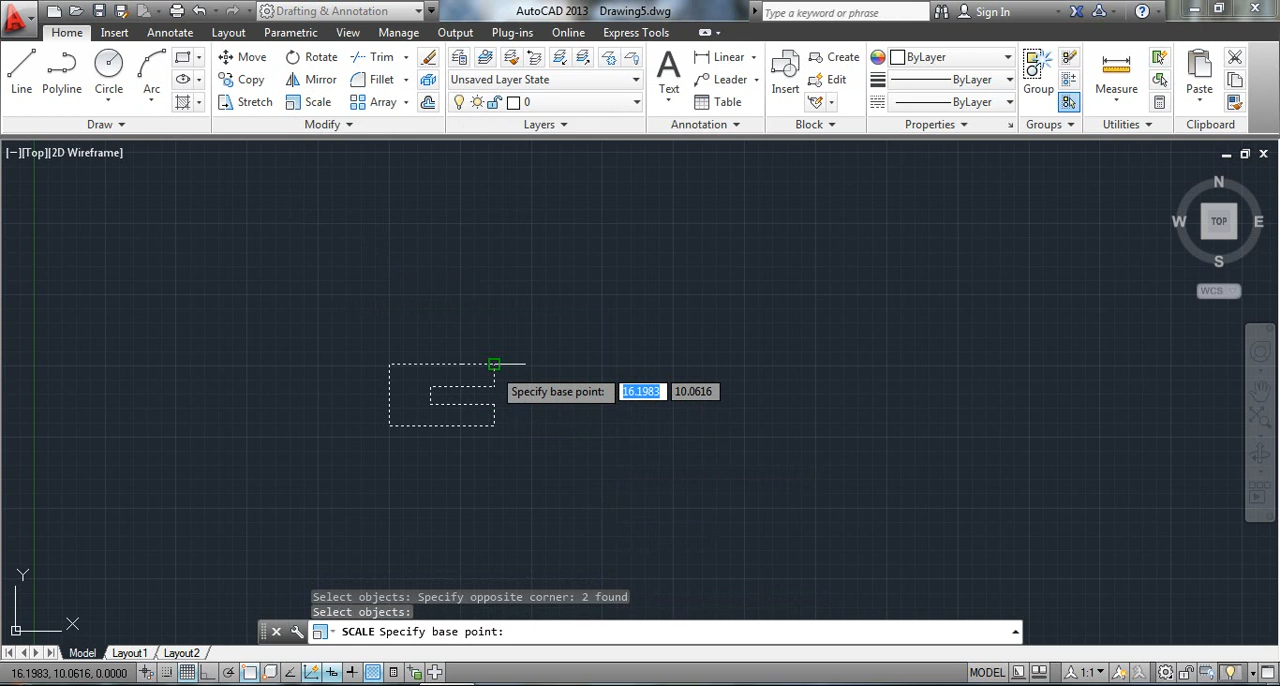 Drafting & Annotation AutoCAD 2013 Drawing5.dwg Type a keyword or phrase Sign In
Home Insert Annotate Layout Parametric View Manage Output Plug-ins Online Express Tools
Line Polyline Circle Arc
Move Rotate Trim
Copy Mirror Fillet
Stretch Scale Array
Unsaved Layer State
0
Text Linear
Leader
Table
Insert Create
Edit
ByLayer
ByLayer
ByLayer
Group Measure Paste
Draw Modify Layers Annotation Block Properties Groups Utilities Clipboard
[−][Top][2D Wireframe]
N
W TOP E
S
WCS
Specify base point: 16.1983 10.0616
Y
X
Select objects: Specify opposite corner: 2 found
Select objects:
SCALE Specify base point:
Model Layout1 Layout2
16.1983, 10.0616, 0.0000 MODEL 1:1